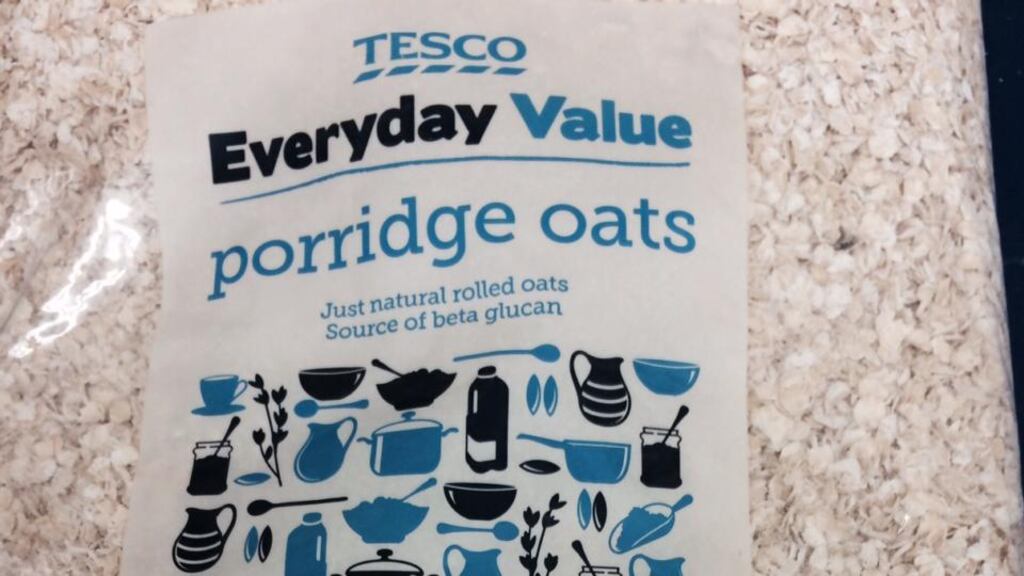 TESCO
Everyday Value
porridge oats
Just natural rolled oats
Source of beta glucan